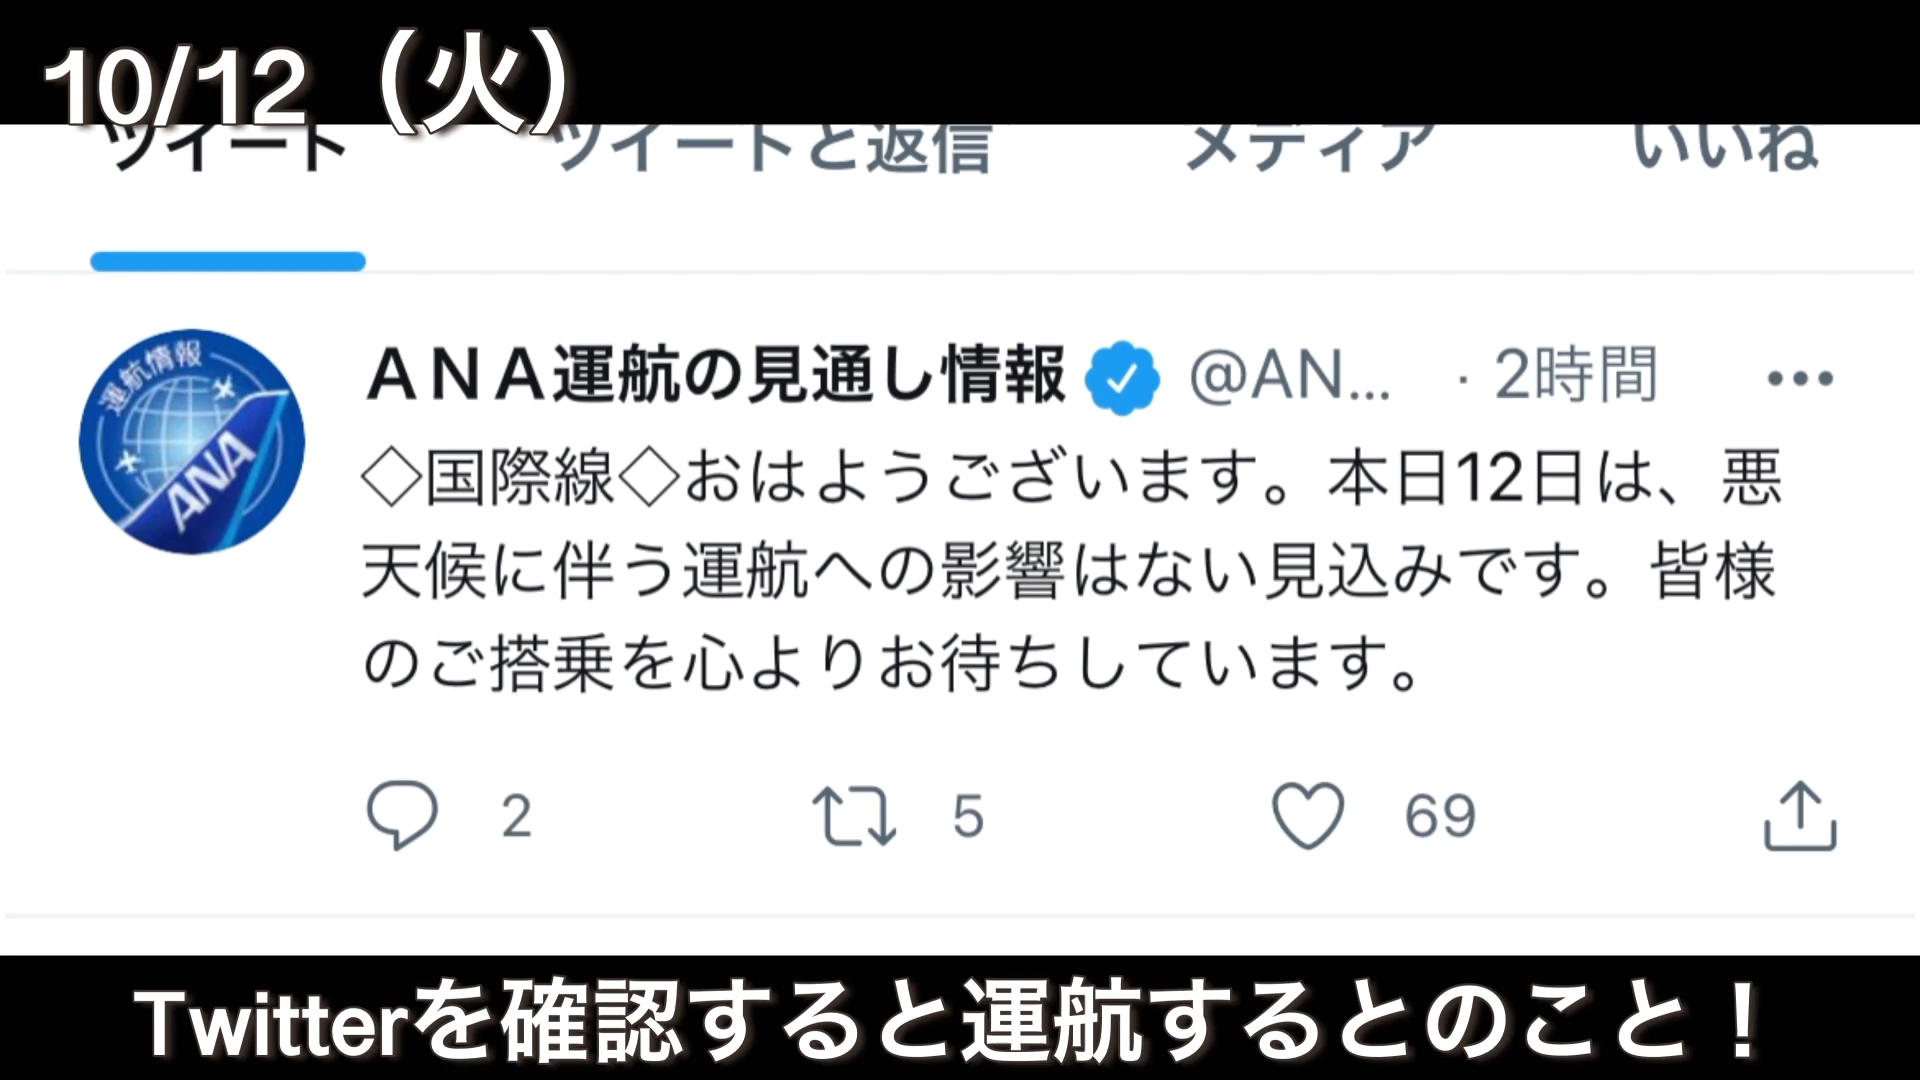 10/12（火）
ツイート ツイートと返信 メディア いいね
運航情報
ANA
ＡＮＡ運航の見通し情報 @AN... · 2時間
◇国際線◇おはようございます。本日12日は、悪
天候に伴う運航への影響はない見込みです。皆様
のご搭乗を心よりお待ちしています。
2 5 69
Twitterを確認すると運航するとのこと！